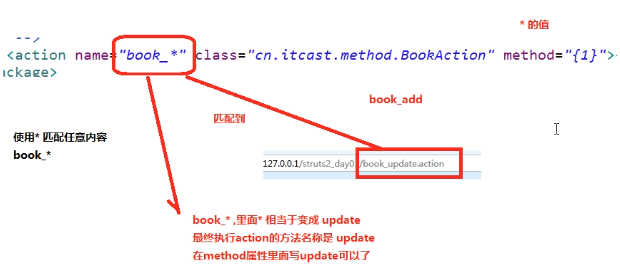 * 的值
-->
<action name="book_*" class="cn.itcast.method.BookAction" method="{1}">
ackage>
book_add
匹配到
使用* 匹配任意内容
book_*
127.0.0.1/struts2_day0 /book_update.action
book_* ,里面* 相当于变成 update
最终执行action的方法名称是 update
在method属性里面写update可以了